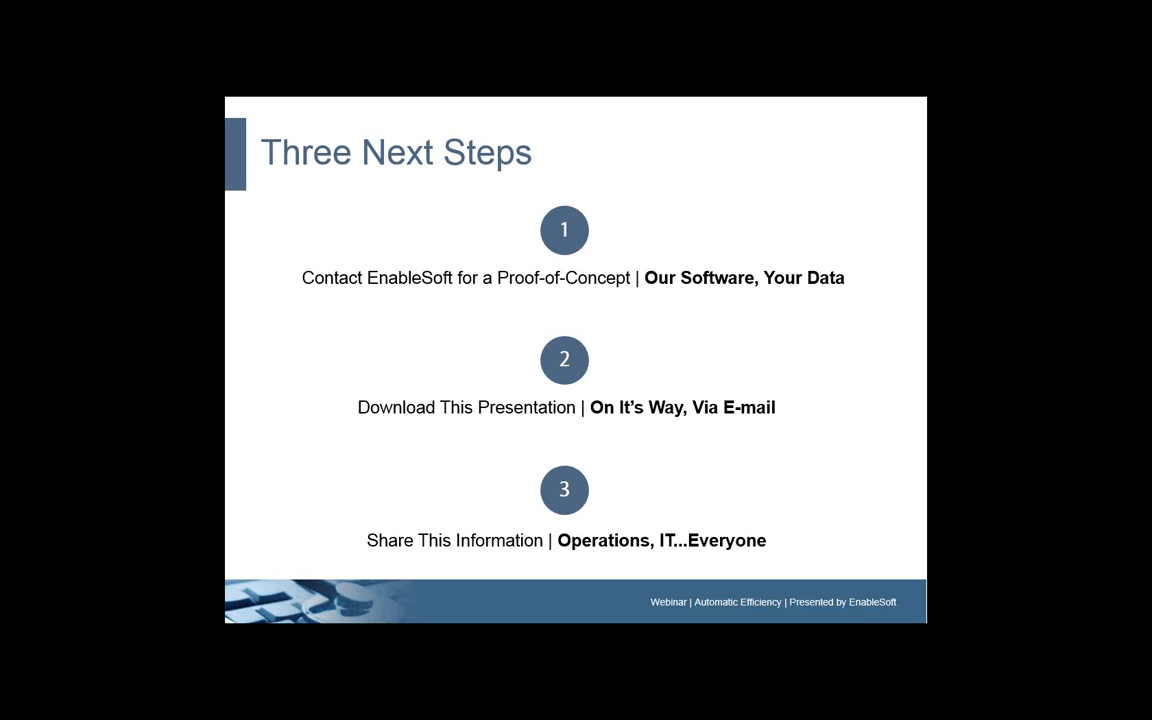 Three Next Steps
1
Contact EnableSoft for a Proof-of-Concept | Our Software, Your Data
2
Download This Presentation | On It’s Way, Via E-mail
3
Share This Information | Operations, IT...Everyone
Webinar | Automatic Efficiency | Presented by EnableSoft